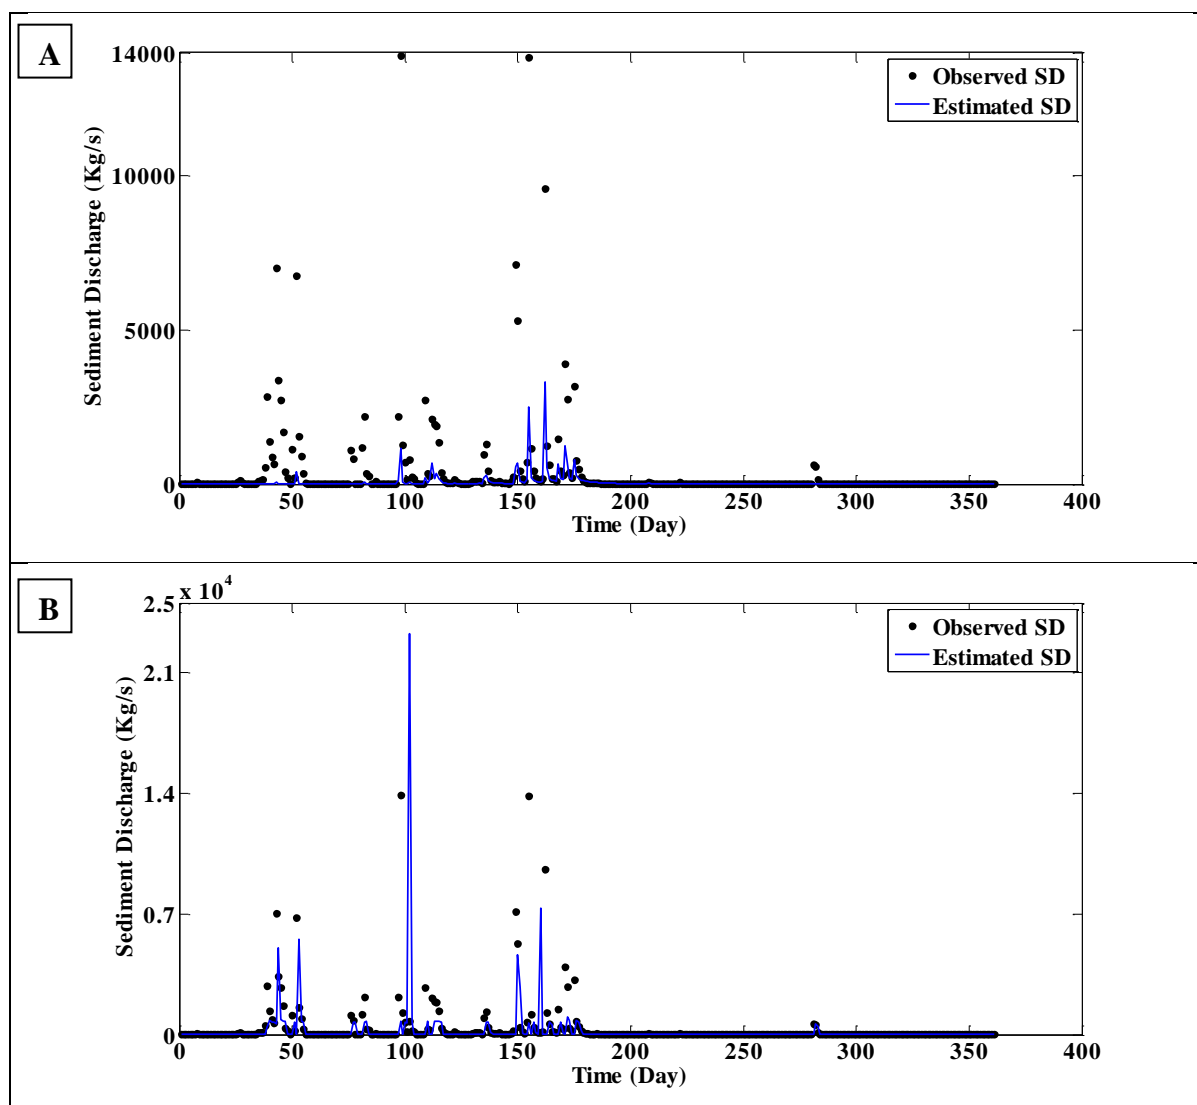 A
14000
10000
5000
0
Sediment Discharge (Kg/s)
Observed SD
Estimated SD
0 50 100 150 200 250 300 350 400
Time (Day)
B
x 10^4
2.5
2.1
1.4
0.7
0
Sediment Discharge (Kg/s)
Observed SD
Estimated SD
0 50 100 150 200 250 300 350 400
Time (Day)